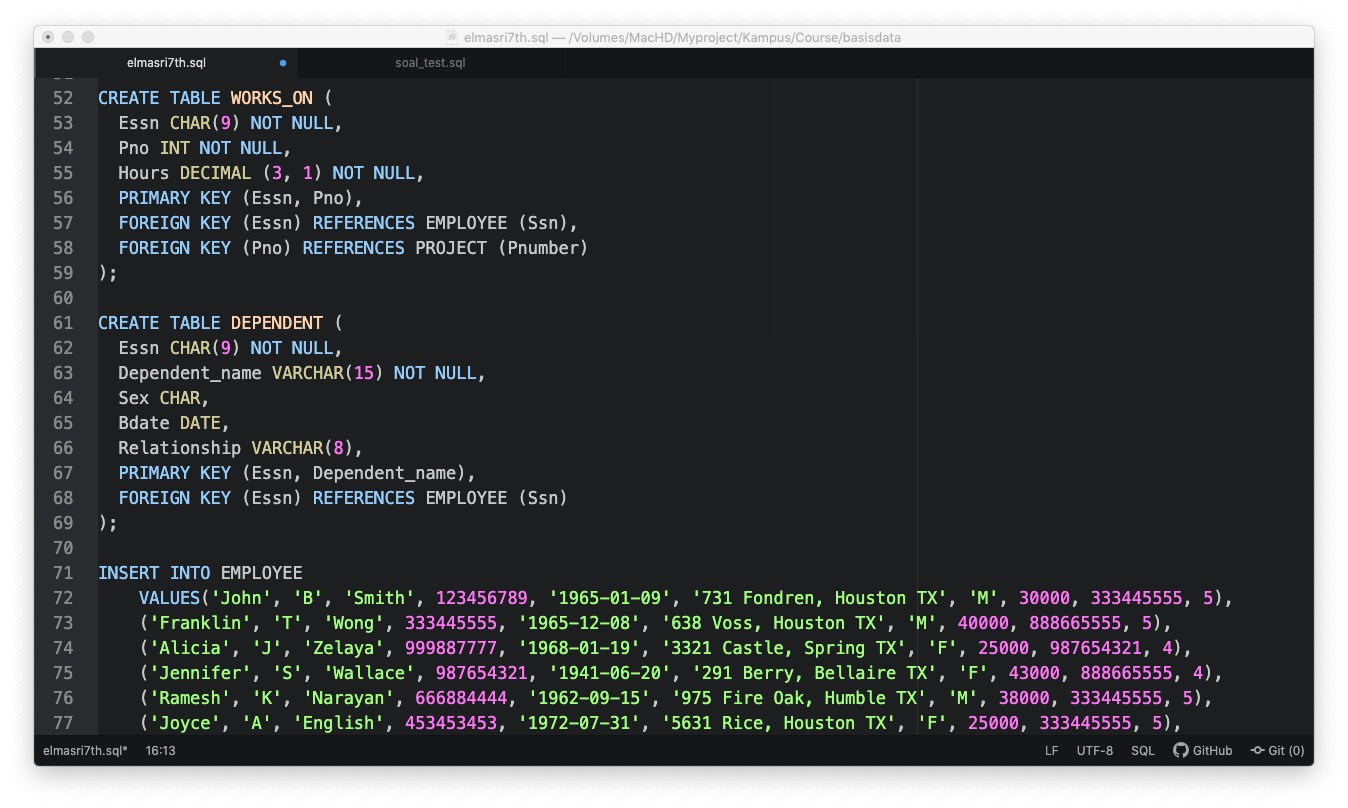 elmasri7th.sql — /Volumes/MacHD/Myproject/Kampus/Course/basisdata
elmasri7th.sql soal_test.sql
52 CREATE TABLE WORKS_ON (
53 Essn CHAR(9) NOT NULL,
54 Pno INT NOT NULL,
55 Hours DECIMAL (3, 1) NOT NULL,
56 PRIMARY KEY (Essn, Pno),
57 FOREIGN KEY (Essn) REFERENCES EMPLOYEE (Ssn),
58 FOREIGN KEY (Pno) REFERENCES PROJECT (Pnumber)
59 );
60
61 CREATE TABLE DEPENDENT (
62 Essn CHAR(9) NOT NULL,
63 Dependent_name VARCHAR(15) NOT NULL,
64 Sex CHAR,
65 Bdate DATE,
66 Relationship VARCHAR(8),
67 PRIMARY KEY (Essn, Dependent_name),
68 FOREIGN KEY (Essn) REFERENCES EMPLOYEE (Ssn)
69 );
70
71 INSERT INTO EMPLOYEE
72 VALUES('John', 'B', 'Smith', 123456789, '1965-01-09', '731 Fondren, Houston TX', 'M', 30000, 333445555, 5),
73 ('Franklin', 'T', 'Wong', 333445555, '1965-12-08', '638 Voss, Houston TX', 'M', 40000, 888665555, 5),
74 ('Alicia', 'J', 'Zelaya', 999887777, '1968-01-19', '3321 Castle, Spring TX', 'F', 25000, 987654321, 4),
75 ('Jennifer', 'S', 'Wallace', 987654321, '1941-06-20', '291 Berry, Bellaire TX', 'F', 43000, 888665555, 4),
76 ('Ramesh', 'K', 'Narayan', 666884444, '1962-09-15', '975 Fire Oak, Humble TX', 'M', 38000, 333445555, 5),
77 ('Joyce', 'A', 'English', 453453453, '1972-07-31', '5631 Rice, Houston TX', 'F', 25000, 333445555, 5),
elmasri7th.sql* 16:13 LF UTF-8 SQL GitHub Git (0)